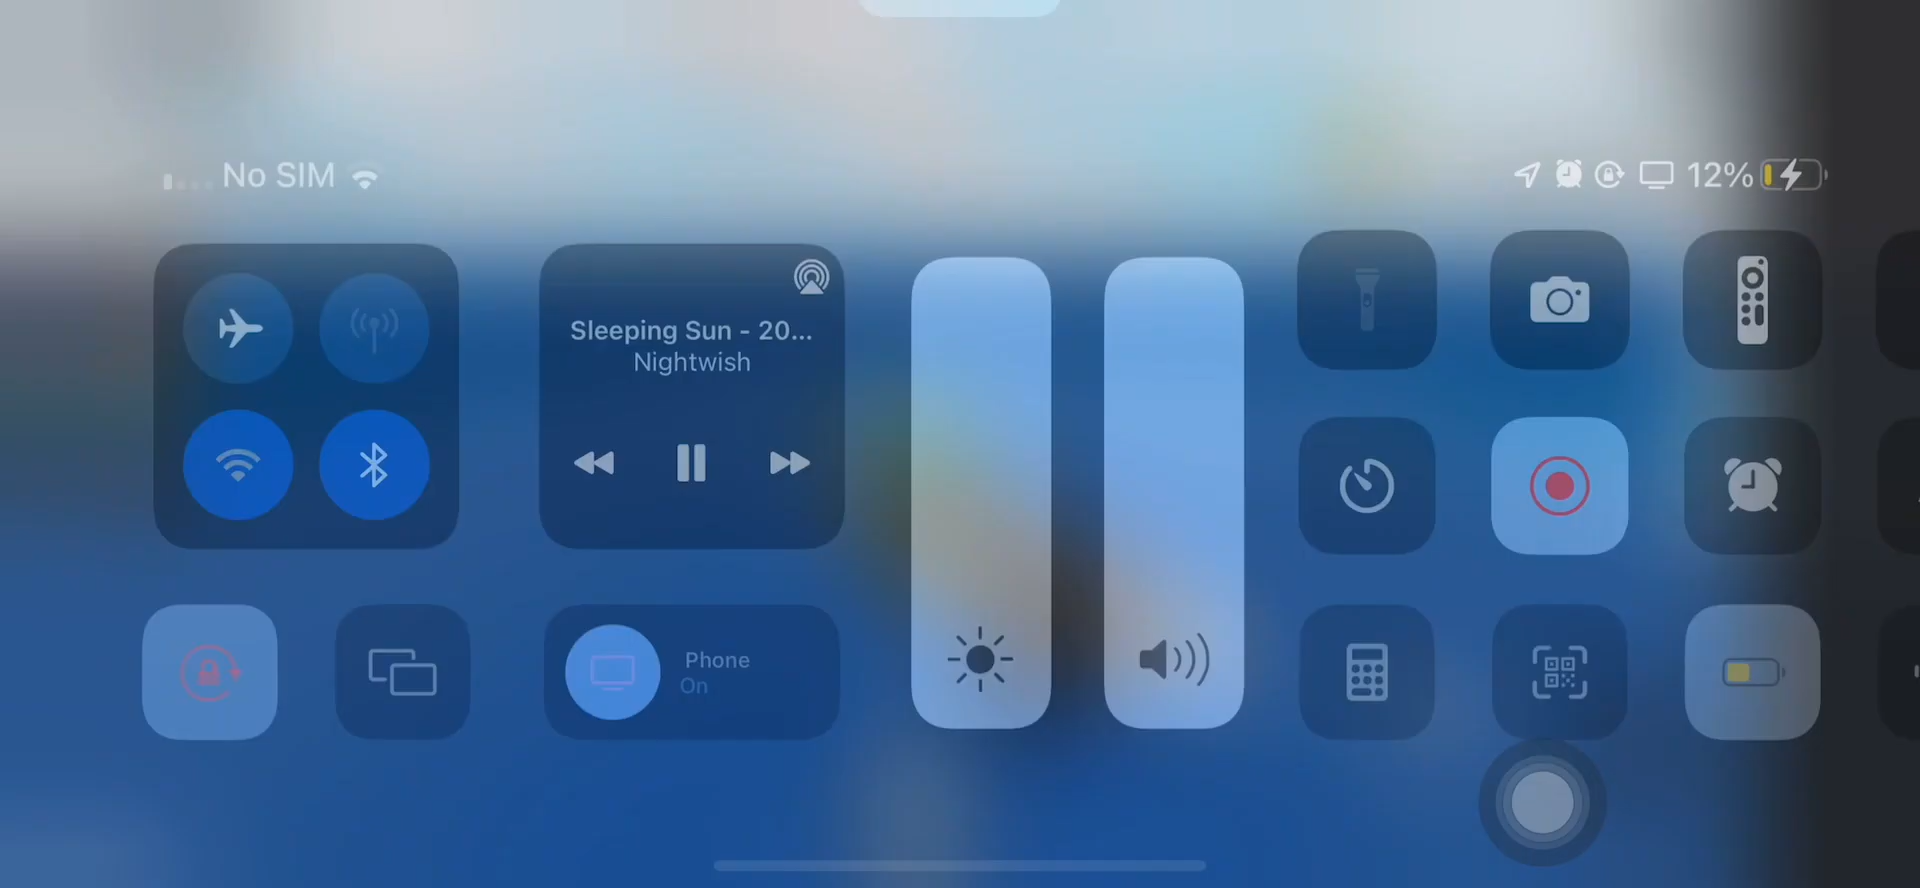 No SIM
12%
Sleeping Sun - 20...
Nightwish
Phone
On